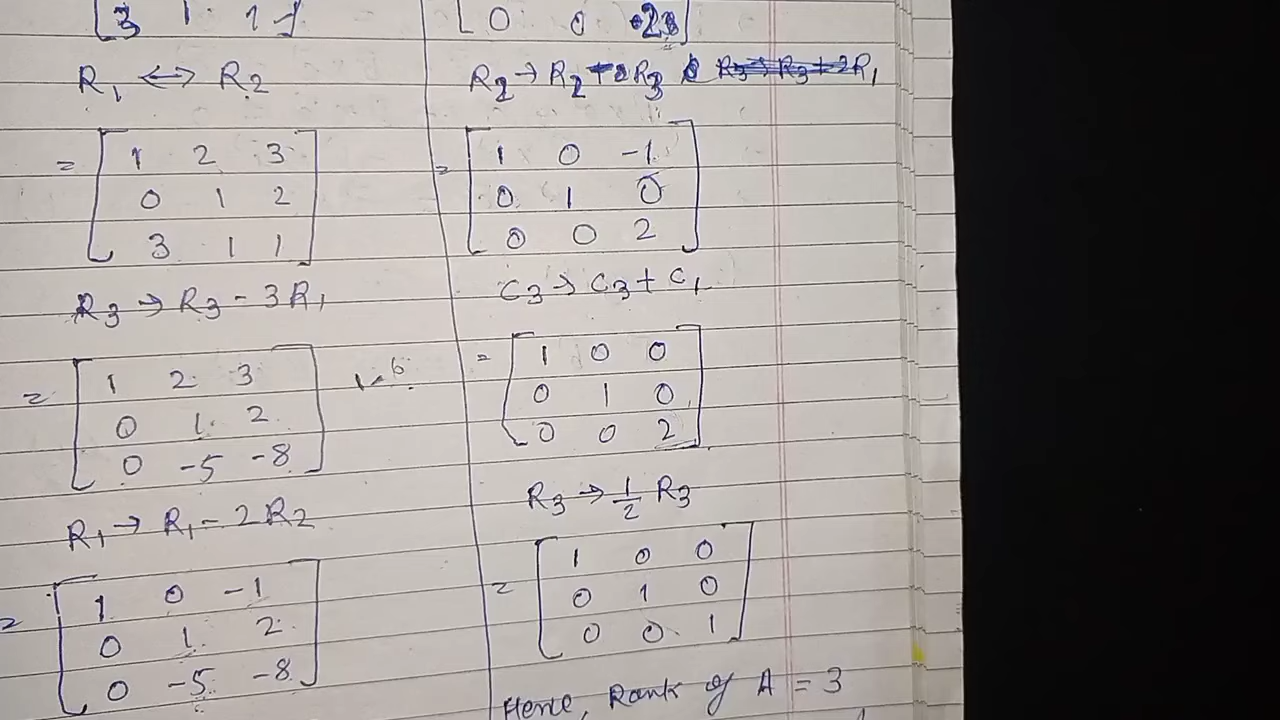 [3 1 1]
R₁ ↔ R₂
= [1 2 3
0 1 2
3 1 1]
R₃ → R₃ - 3R₁
= [1 2 3
0 1 2
0 -5 -8]
R₁ → R₁ - 2R₂
= [1 0 -1
0 1 2
0 -5 -8]
[0 0
R₂ → R₂ R₃
= [1 0 -1
0 1 0
0 0 2]
C₃ → C₃ + C₁
= [1 0 0
0 1 0
0 0 2]
R₃ → 1/2 R₃
= [1 0 0
0 1 0
0 0 1]
Hence, Rank of A = 3